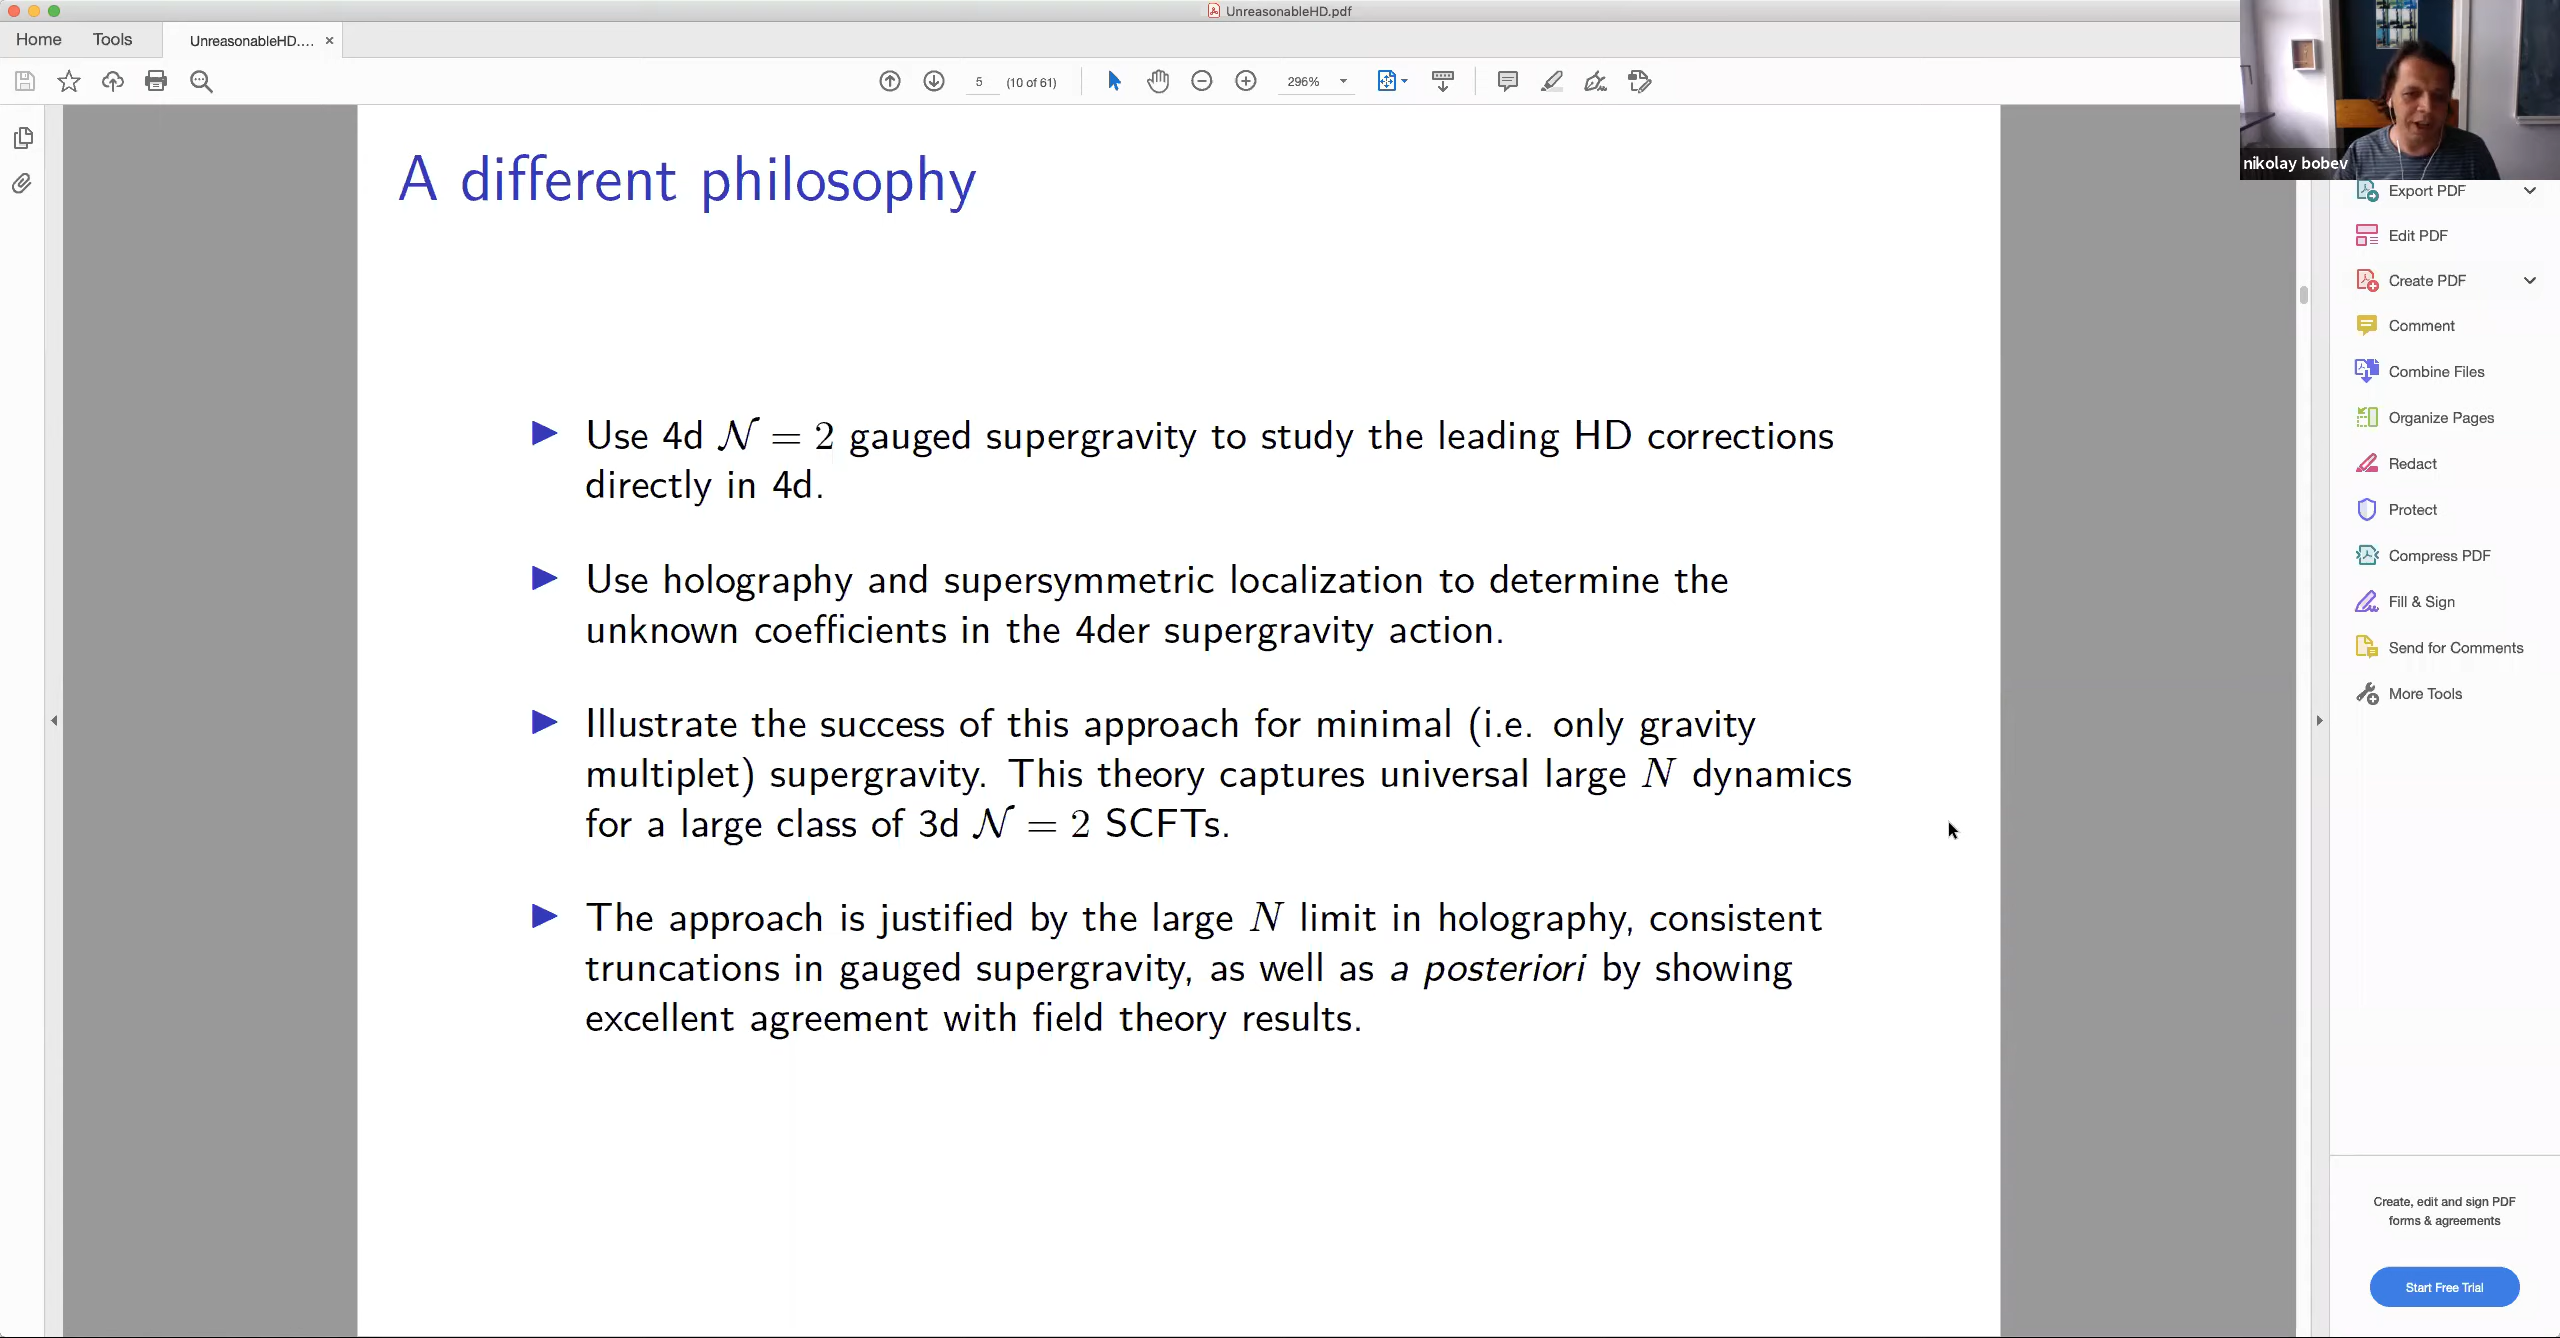 UnreasonableHD.pdf
Home
Tools
UnreasonableHD.... ×
5
(10 of 61)
296%
nikolay bobev
A different philosophy
▶ Use 4d 𝒩 = 2 gauged supergravity to study the leading HD corrections
directly in 4d.
▶ Use holography and supersymmetric localization to determine the
unknown coefficients in the 4der supergravity action.
▶ Illustrate the success of this approach for minimal (i.e. only gravity
multiplet) supergravity. This theory captures universal large N dynamics
for a large class of 3d 𝒩 = 2 SCFTs.
▶ The approach is justified by the large N limit in holography, consistent
truncations in gauged supergravity, as well as a posteriori by showing
excellent agreement with field theory results.
Export PDF
Edit PDF
Create PDF
Comment
Combine Files
Organize Pages
Redact
Protect
Compress PDF
Fill & Sign
Send for Comments
More Tools
Create, edit and sign PDF
forms & agreements
Start Free Trial